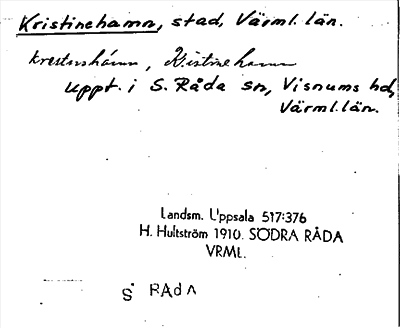 Kristinehamn, stad, Värml. län.
krestnshámn, Kristinehamn
uppt. i S. Råda sn, Visnums hd,
Värml. län.
Landsm. Uppsala 517:376
H. Hultström 1910. SÖDRA RÅDA
VRML.
S RÅdA